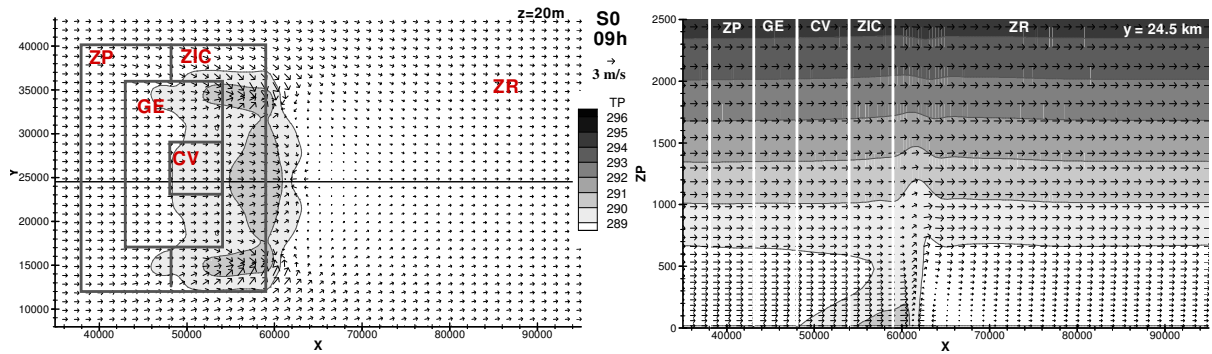 z=20m
S0
09h
3 m/s
TP
296
295
294
293
292
291
290
289
ZP
ZIC
GE
CV
ZR
Y
40000
35000
30000
25000
20000
15000
10000
40000
50000
60000
70000
80000
90000
X
ZP
GE
CV
ZIC
ZR
y = 24.5 km
ZP
2500
2000
1500
1000
500
0
40000
50000
60000
70000
80000
90000
X